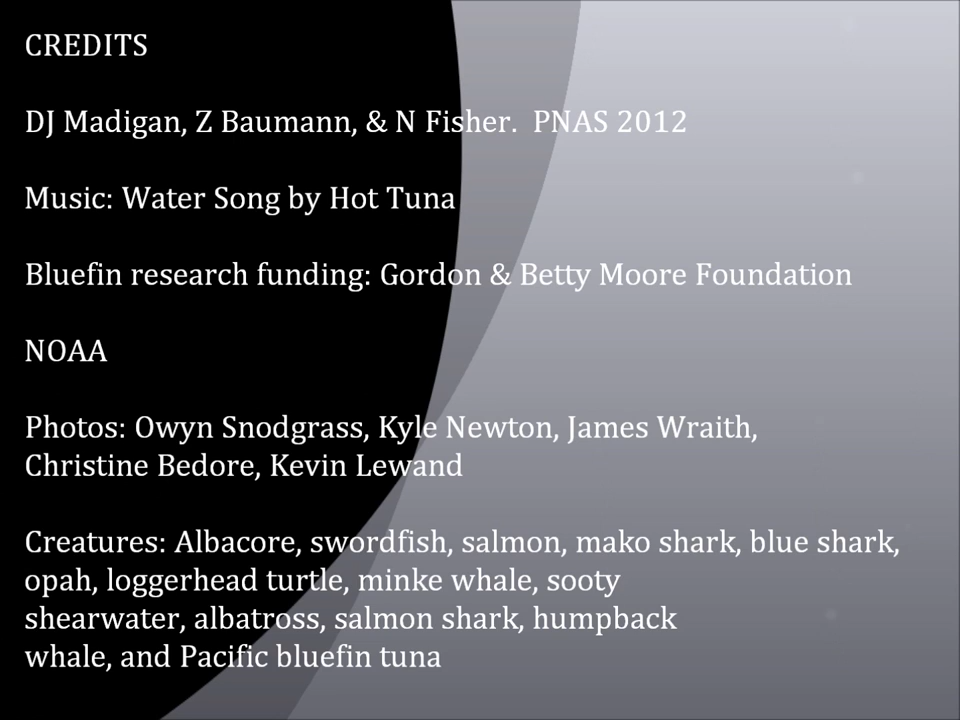 CREDITS
DJ Madigan, Z Baumann, & N Fisher.  PNAS 2012
Music: Water Song by Hot Tuna
Bluefin research funding: Gordon & Betty Moore Foundation
NOAA
Photos: Owyn Snodgrass, Kyle Newton, James Wraith,
Christine Bedore, Kevin Lewand
Creatures: Albacore, swordfish, salmon, mako shark, blue shark,
opah, loggerhead turtle, minke whale, sooty
shearwater, albatross, salmon shark, humpback
whale, and Pacific bluefin tuna